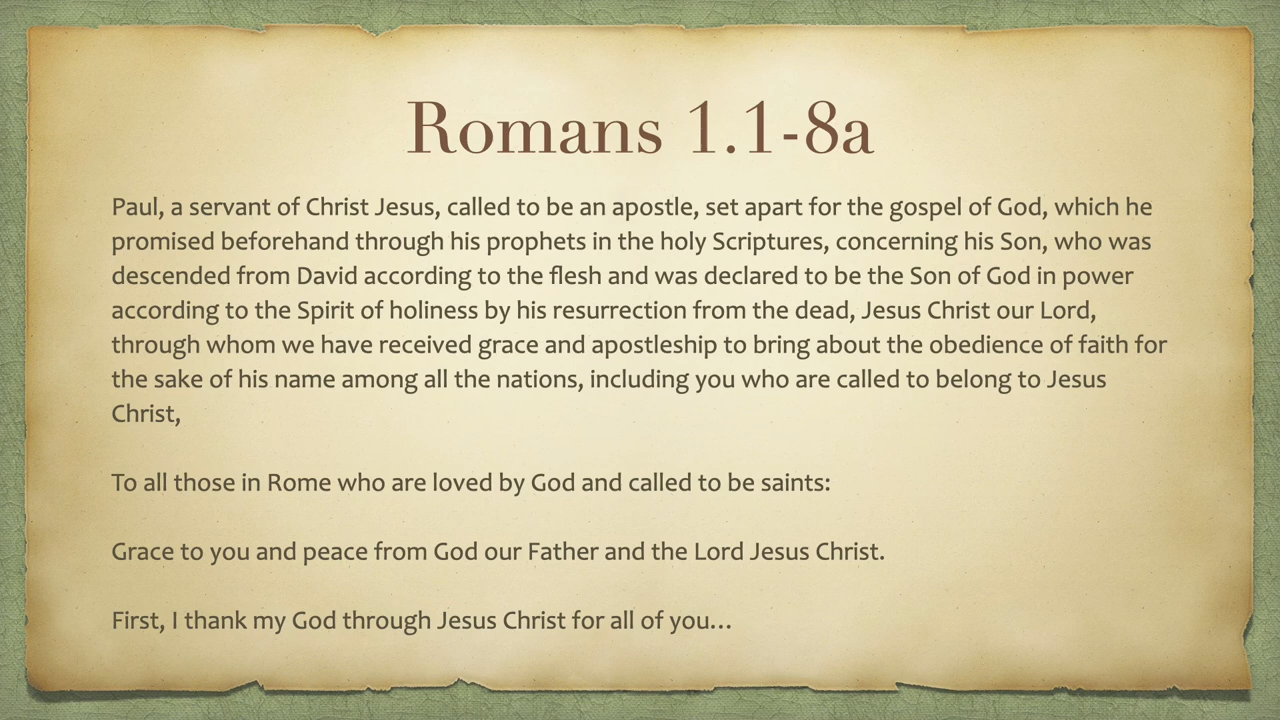 Romans 1.1-8a
Paul, a servant of Christ Jesus, called to be an apostle, set apart for the gospel of God, which he
promised beforehand through his prophets in the holy Scriptures, concerning his Son, who was
descended from David according to the flesh and was declared to be the Son of God in power
according to the Spirit of holiness by his resurrection from the dead, Jesus Christ our Lord,
through whom we have received grace and apostleship to bring about the obedience of faith for
the sake of his name among all the nations, including you who are called to belong to Jesus
Christ,
To all those in Rome who are loved by God and called to be saints:
Grace to you and peace from God our Father and the Lord Jesus Christ.
First, I thank my God through Jesus Christ for all of you…